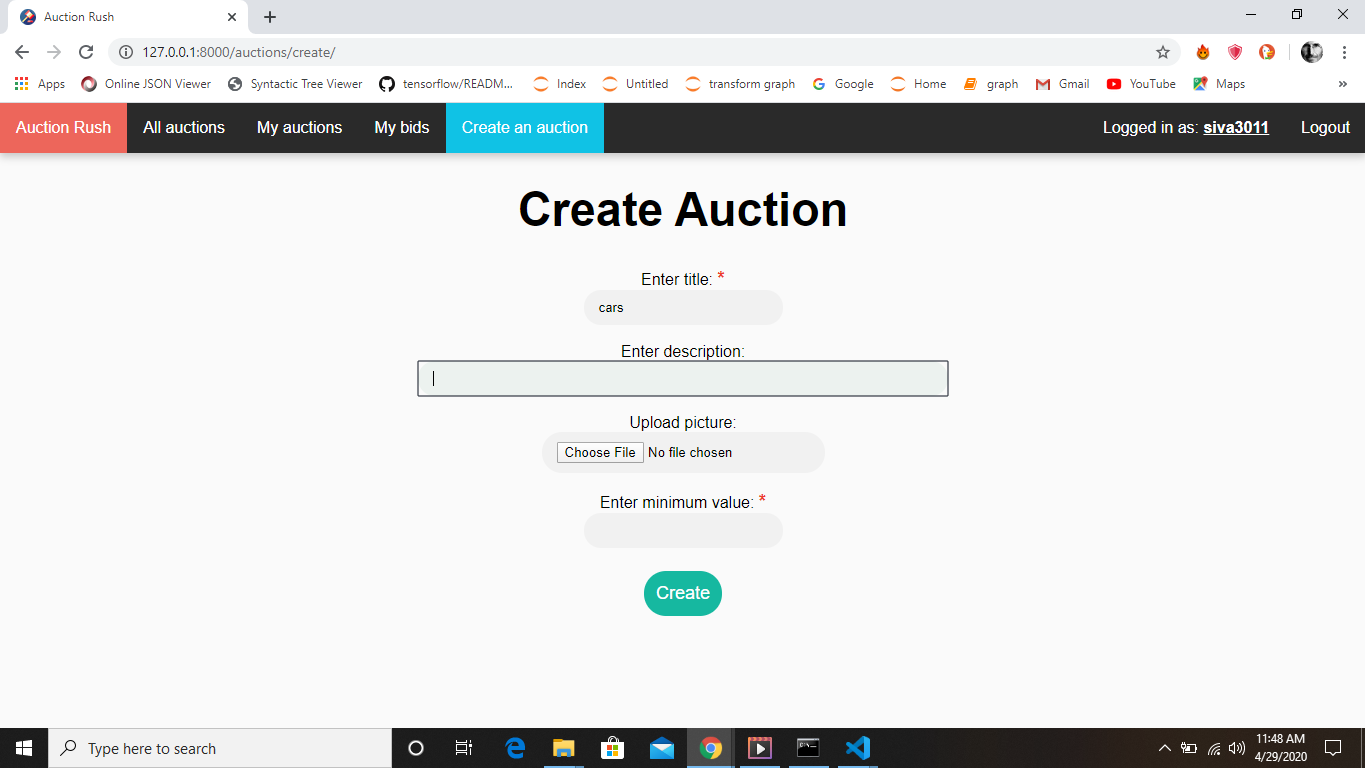 Auction Rush
127.0.0.1:8000/auctions/create/
Apps Online JSON Viewer Syntactic Tree Viewer tensorflow/READM... Index Untitled transform graph Google Home graph Gmail YouTube Maps »
Auction Rush All auctions My auctions My bids Create an auction Logged in as: siva3011 Logout
Create Auction
Enter title: *
cars
Enter description:
Upload picture:
Choose File No file chosen
Enter minimum value: *
Create
Type here to search
11:48 AM
4/29/2020